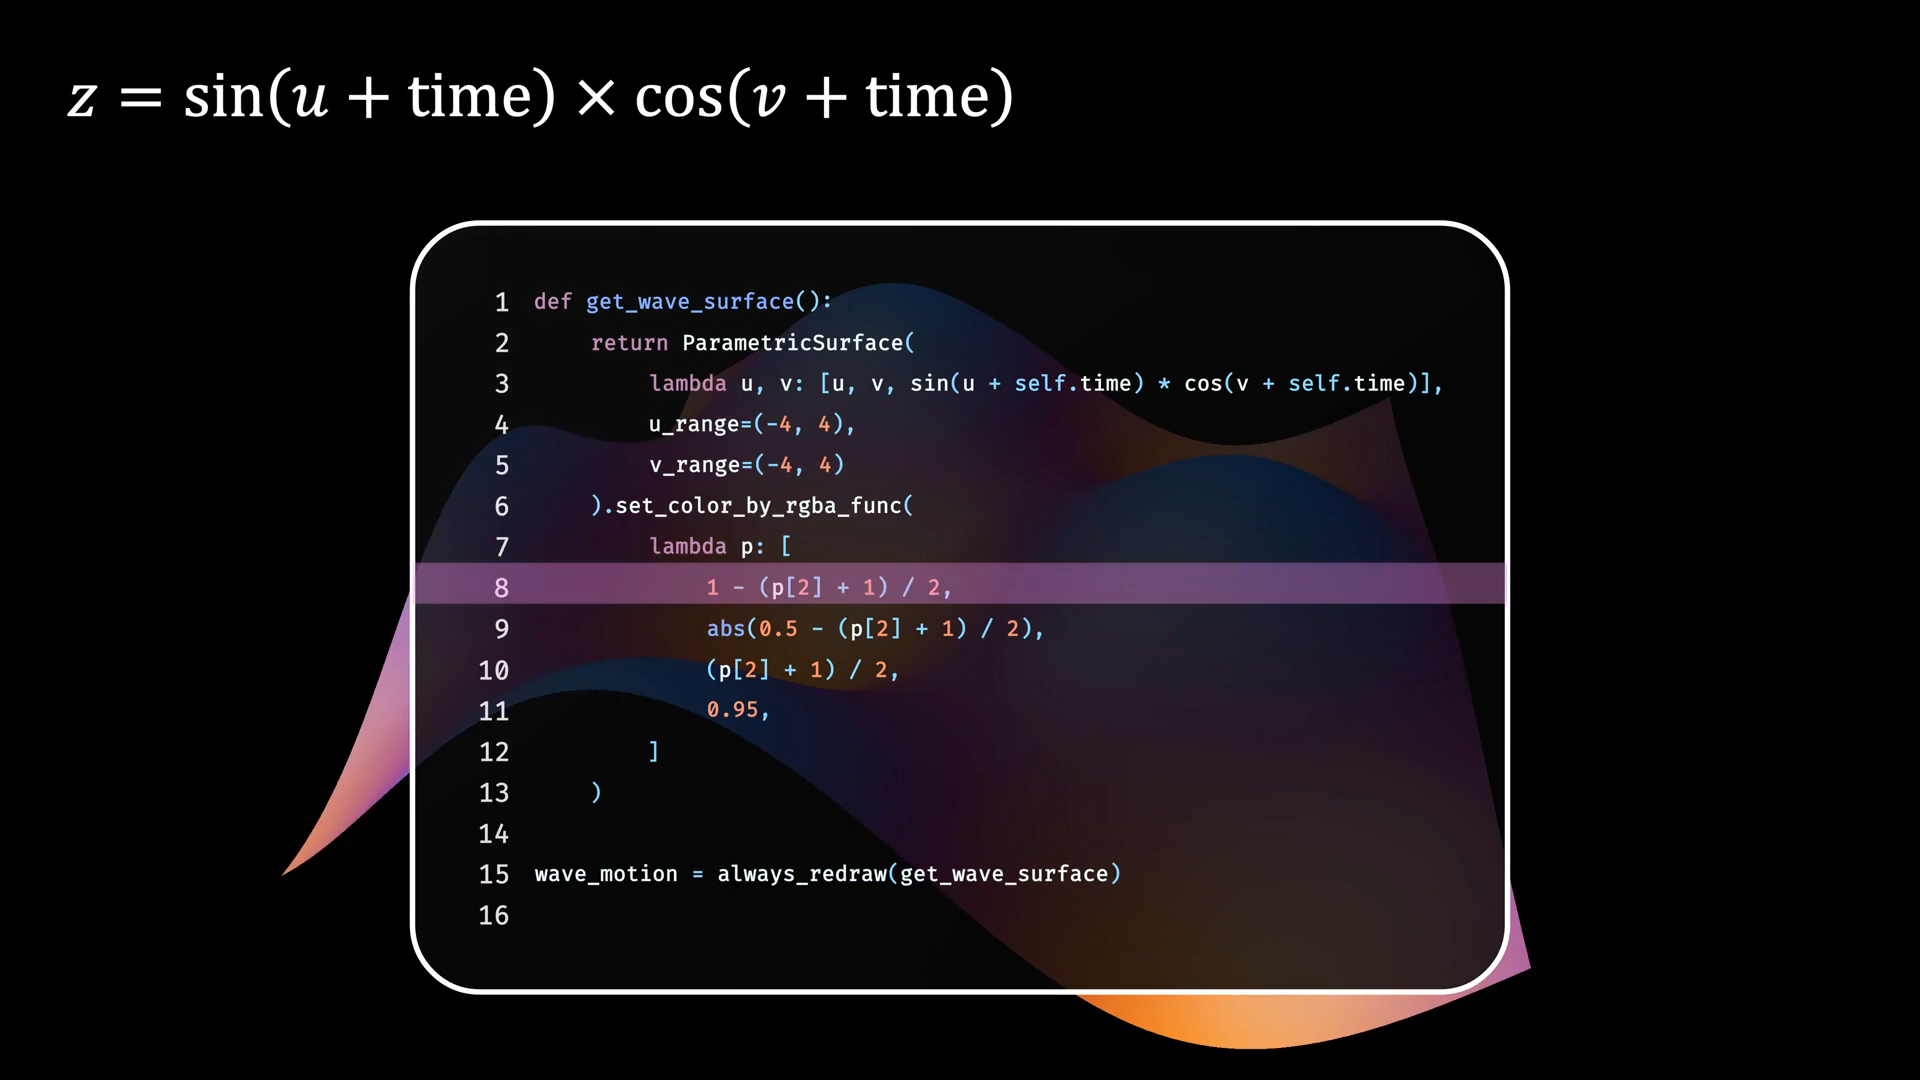 z = sin(u + time) × cos(v + time)
1 def get_wave_surface():
2 return ParametricSurface(
3 lambda u, v: [u, v, sin(u + self.time) * cos(v + self.time)],
4 u_range=(-4, 4),
5 v_range=(-4, 4)
6 ).set_color_by_rgba_func(
7 lambda p: [
8 1 - (p[2] + 1) / 2,
9 abs(0.5 - (p[2] + 1) / 2),
10 (p[2] + 1) / 2,
11 0.95,
12 ]
13 )
14
15 wave_motion = always_redraw(get_wave_surface)
16